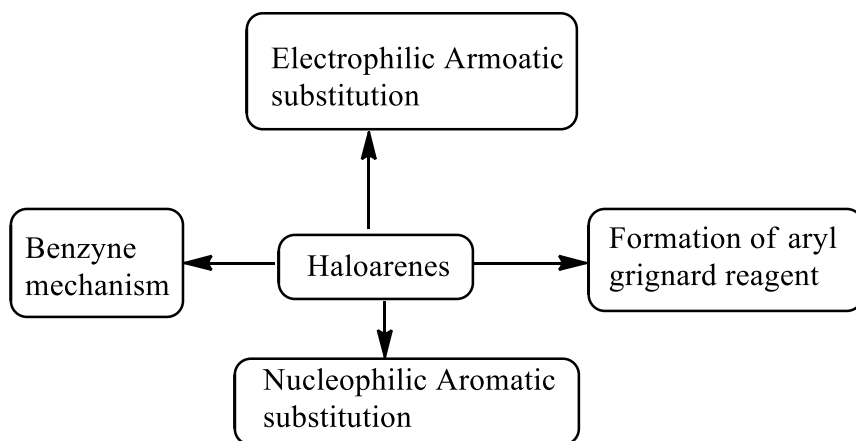 Electrophilic Armoatic
substitution
Benzyne
mechanism
Haloarenes
Formation of aryl
grignard reagent
Nucleophilic Aromatic
substitution